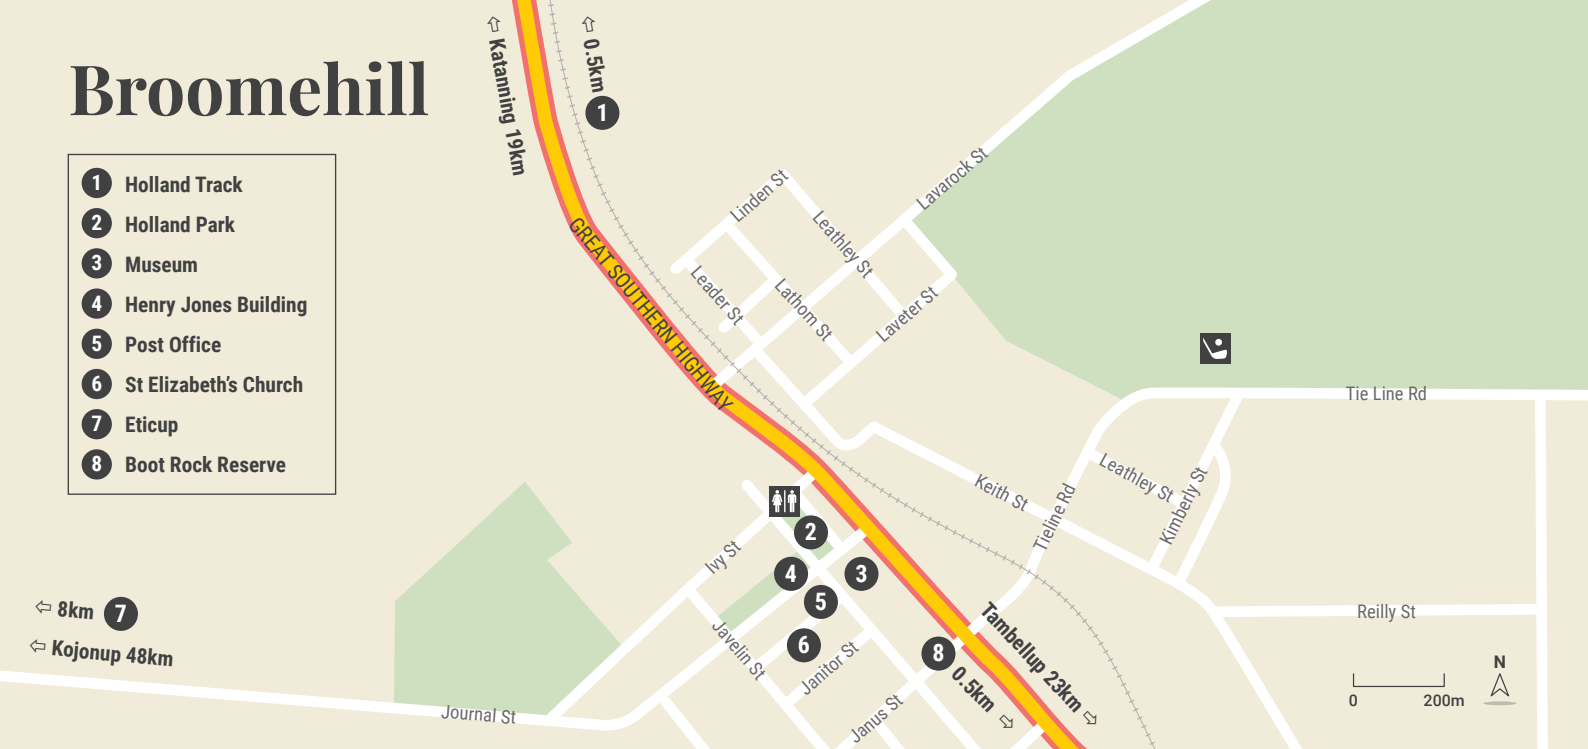 Broomehill
1 Holland Track
2 Holland Park
3 Museum
4 Henry Jones Building
5 Post Office
6 St Elizabeth's Church
7 Eticup
8 Boot Rock Reserve
Katanning 19km
0.5km
1
GREAT SOUTHERN HIGHWAY
Linden St
Leathley St
Lavarock St
Leader St
Lathom St
Laveter St
Tie Line Rd
Keith St
Tieline Rd
Leathley St
Kimberly St
Reilly St
Ivy St
2
4
3
5
6
Javelin St
Janitor St
Janus St
8
0.5km
Tambellup 23km
8km
7
Kojonup 48km
Journal St
N
0
200m